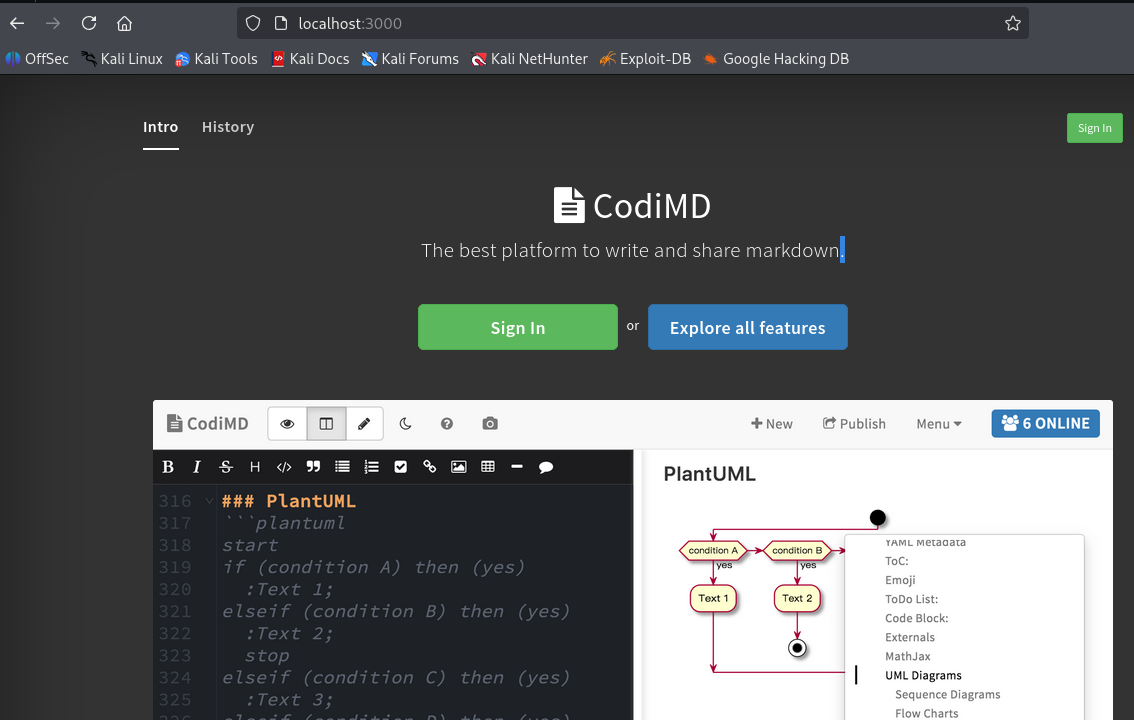 localhost:3000
OffSec Kali Linux Kali Tools Kali Docs Kali Forums Kali NetHunter Exploit-DB Google Hacking DB
Intro History Sign In
CodiMD
The best platform to write and share markdown.
Sign In or Explore all features
CodiMD New Publish Menu 6 ONLINE
B I S H
PlantUML
316 ### PlantUML
317 ```plantuml
318 start
319 if (condition A) then (yes)
320 :Text 1;
321 elseif (condition B) then (yes)
322 :Text 2;
323 stop
324 elseif (condition C) then (yes)
325 :Text 3;
326 elseif (condition D) then (yes)
condition A condition B
yes yes
Text 1 Text 2
YAML Metadata
ToC:
Emoji
ToDo List:
Code Block:
Externals
MathJax
UML Diagrams
Sequence Diagrams
Flow Charts